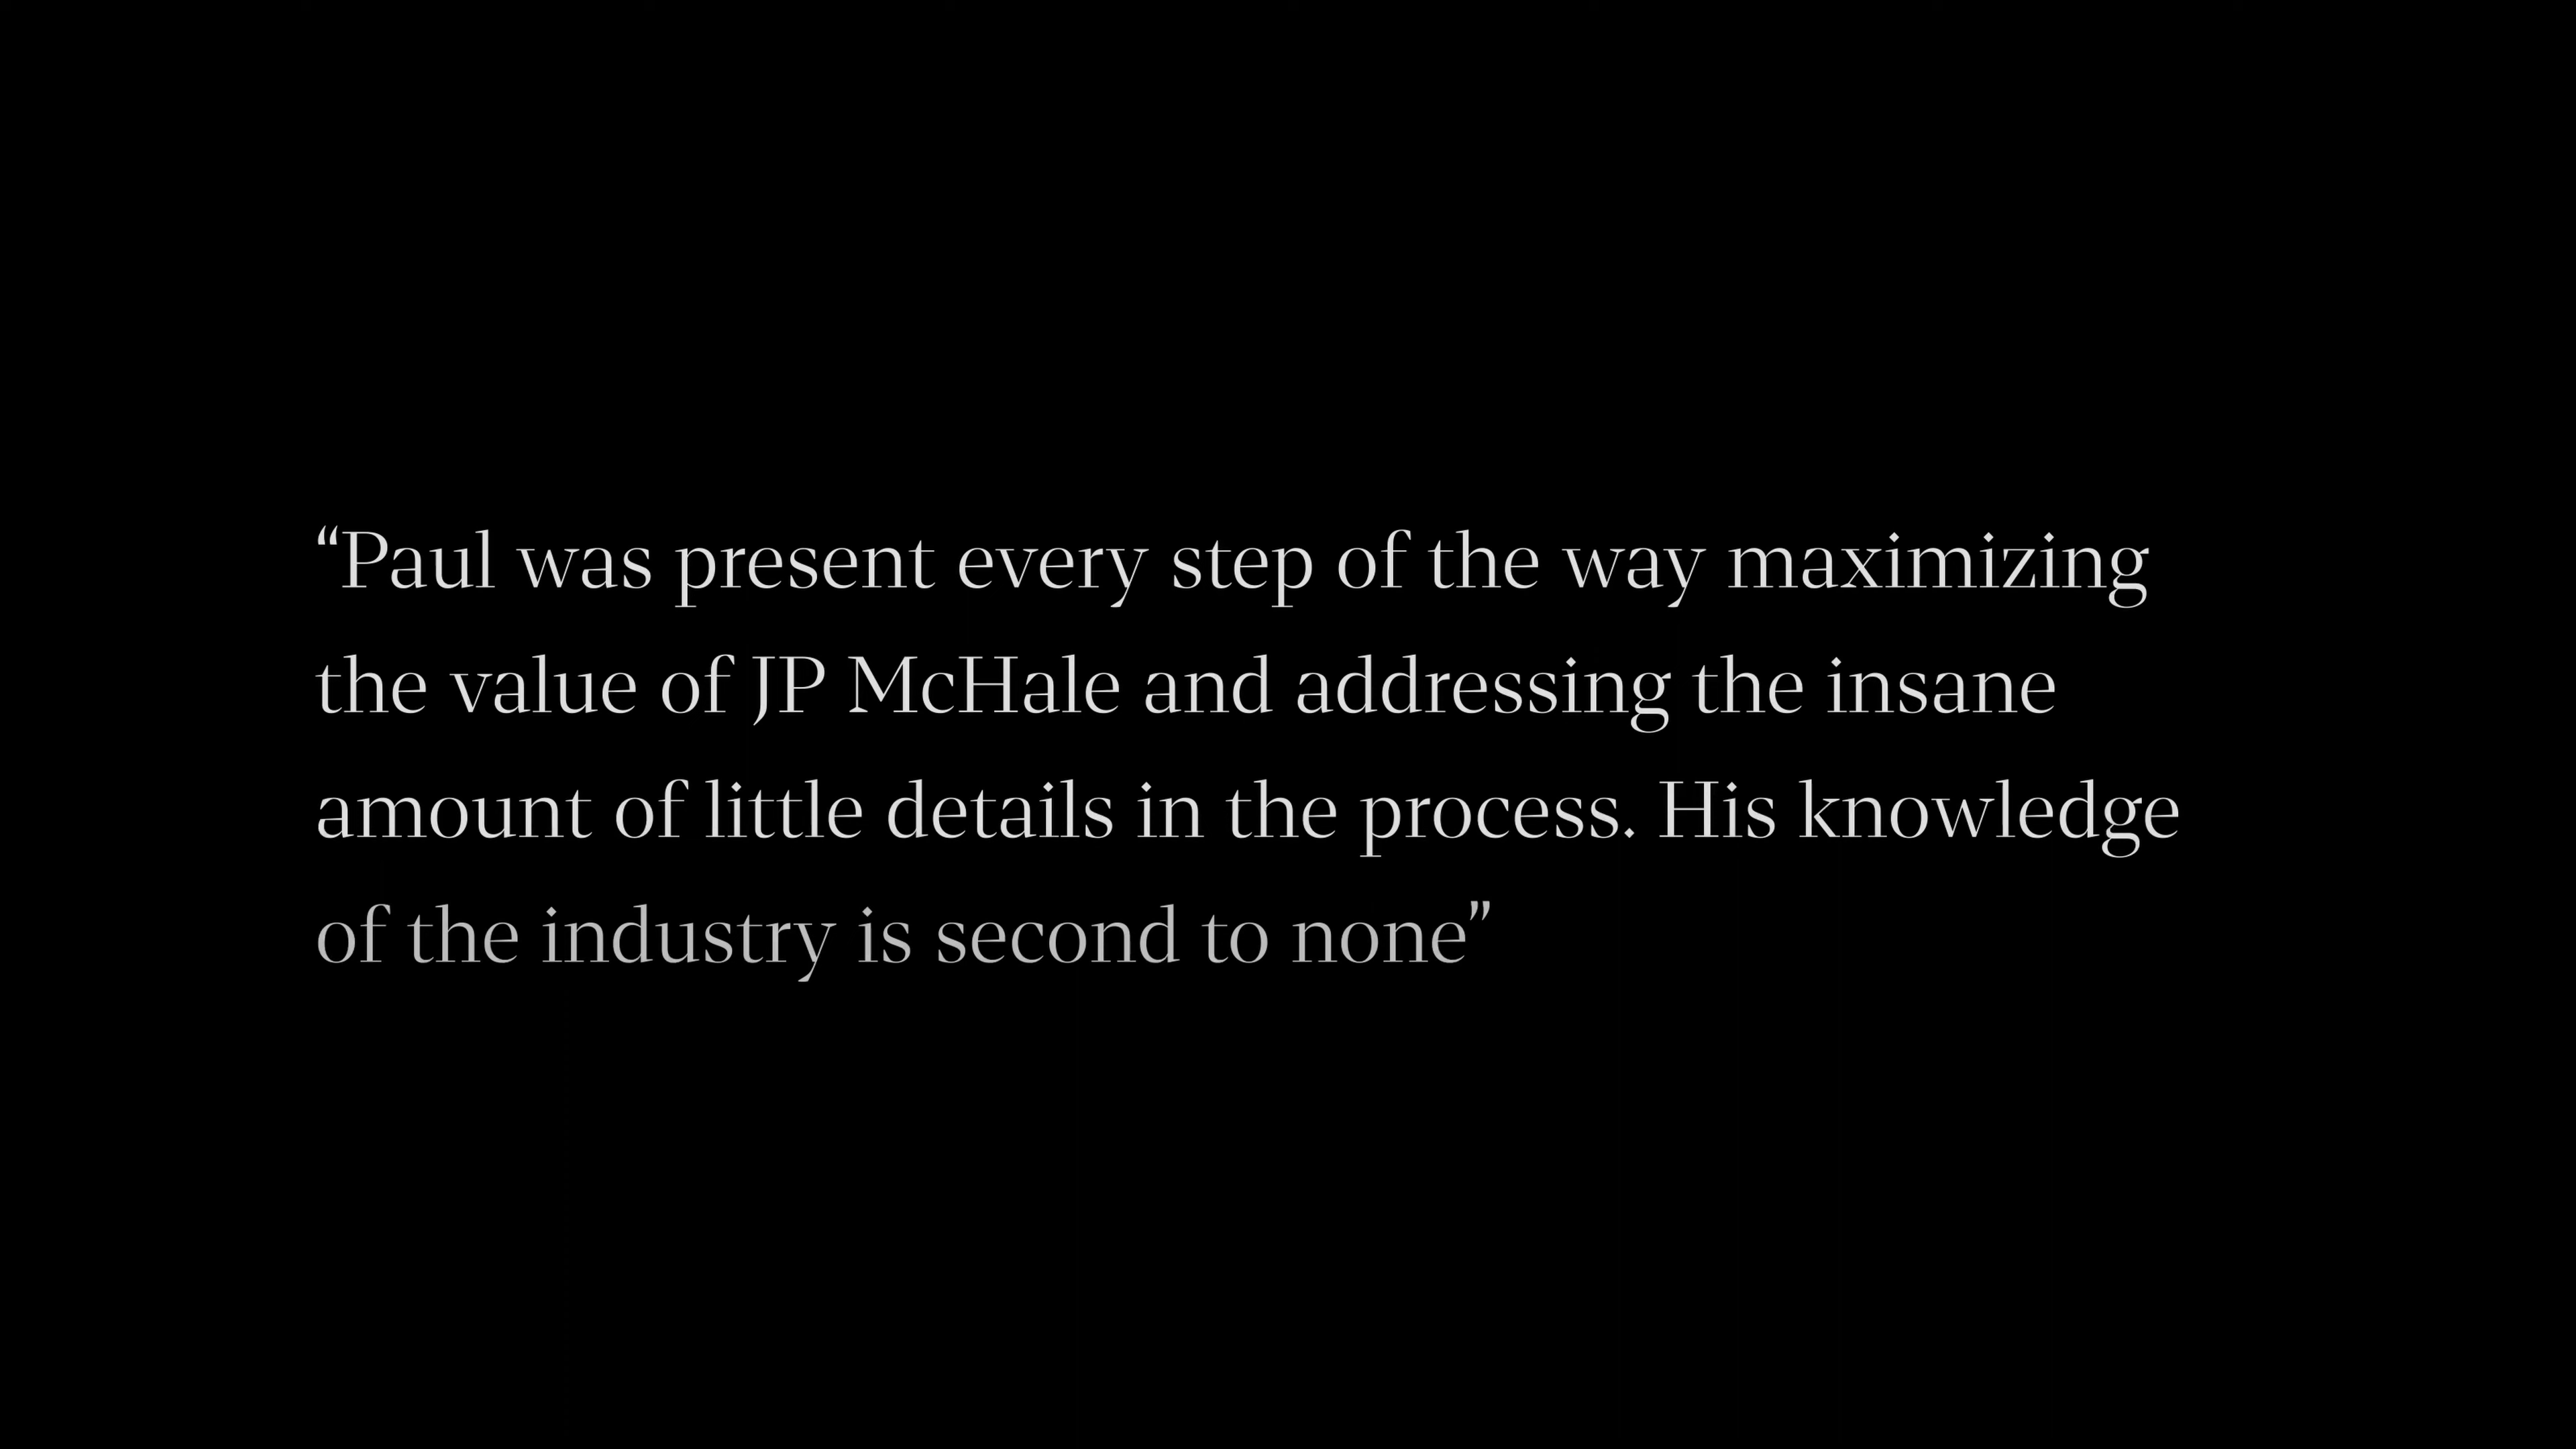 “Paul was present every step of the way maximizing
the value of JP McHale and addressing the insane
amount of little details in the process. His knowledge
of the industry is second to none”